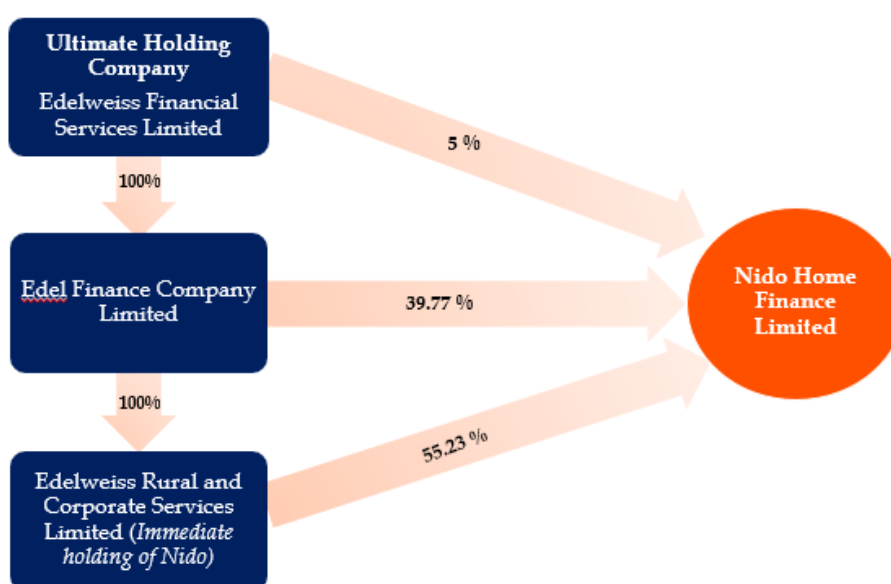 Ultimate Holding
Company
Edelweiss Financial
Services Limited
5 %
100%
Edel Finance Company
Limited
39.77 %
Nido Home
Finance
Limited
100%
55.23 %
Edelweiss Rural and
Corporate Services
Limited (Immediate
holding of Nido)